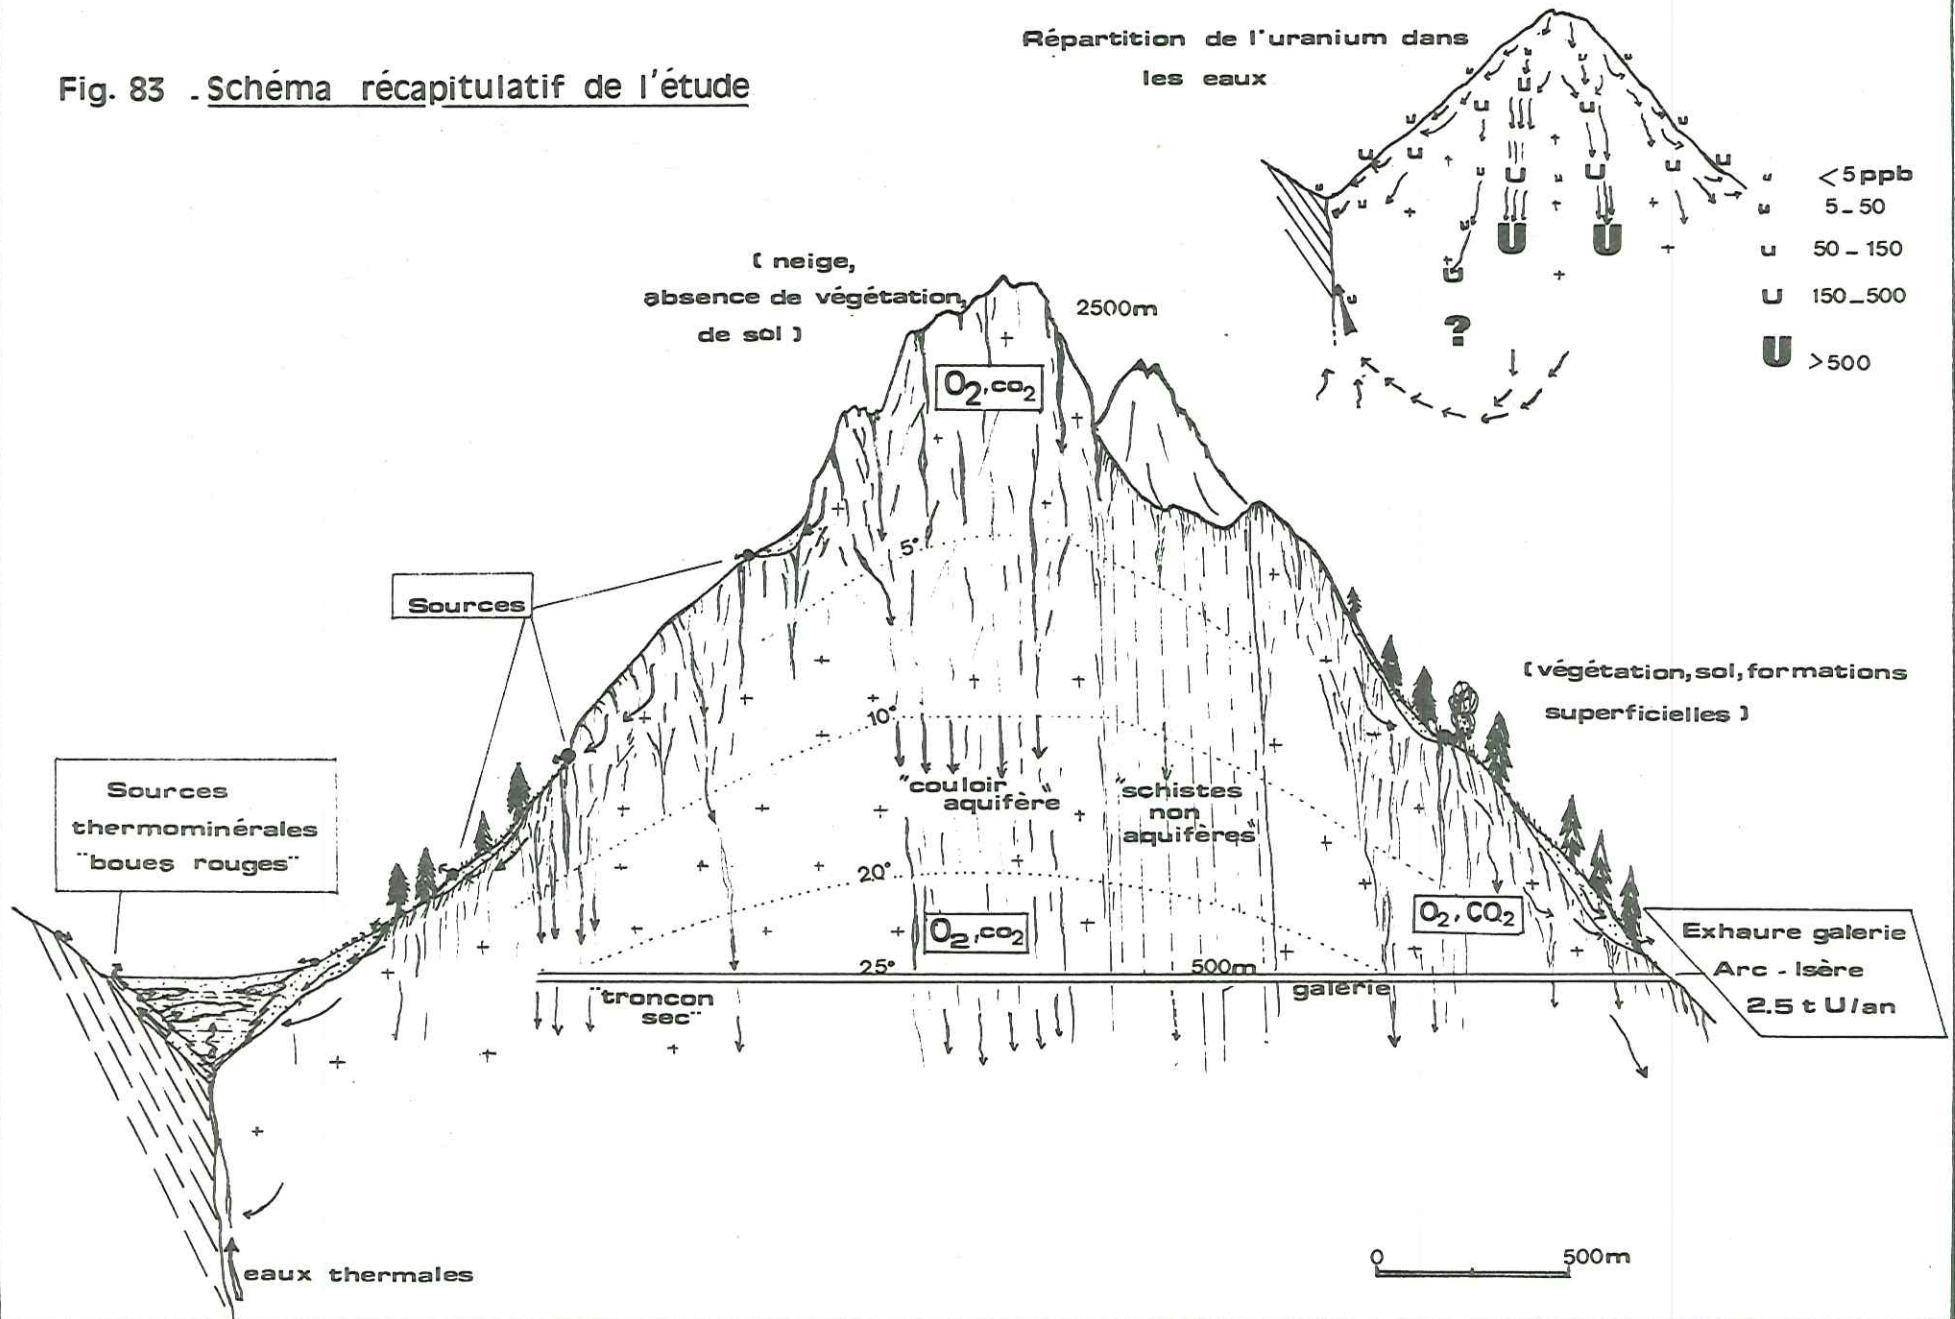 Fig. 83 - Schéma récapitulatif de l'étude
Répartition de l'uranium dans
les eaux
u <5ppb
u 5-50
u 50-150
U 150-500
U >500
U
U
?
( neige,
absence de végétation,
de sol )
2500m
O2, CO2
5°
Sources
(végétation, sol, formations
superficielles )
10°
"couloir
aquifère"
"schistes
non
aquifères"
Sources
thermominérales
"boues rouges"
20°
O2, CO2
O2, CO2
Exhaure galerie
Arc - Isère
2.5 t U/an
25°
500m
galerie
"troncon
sec"
eaux thermales
0 500m